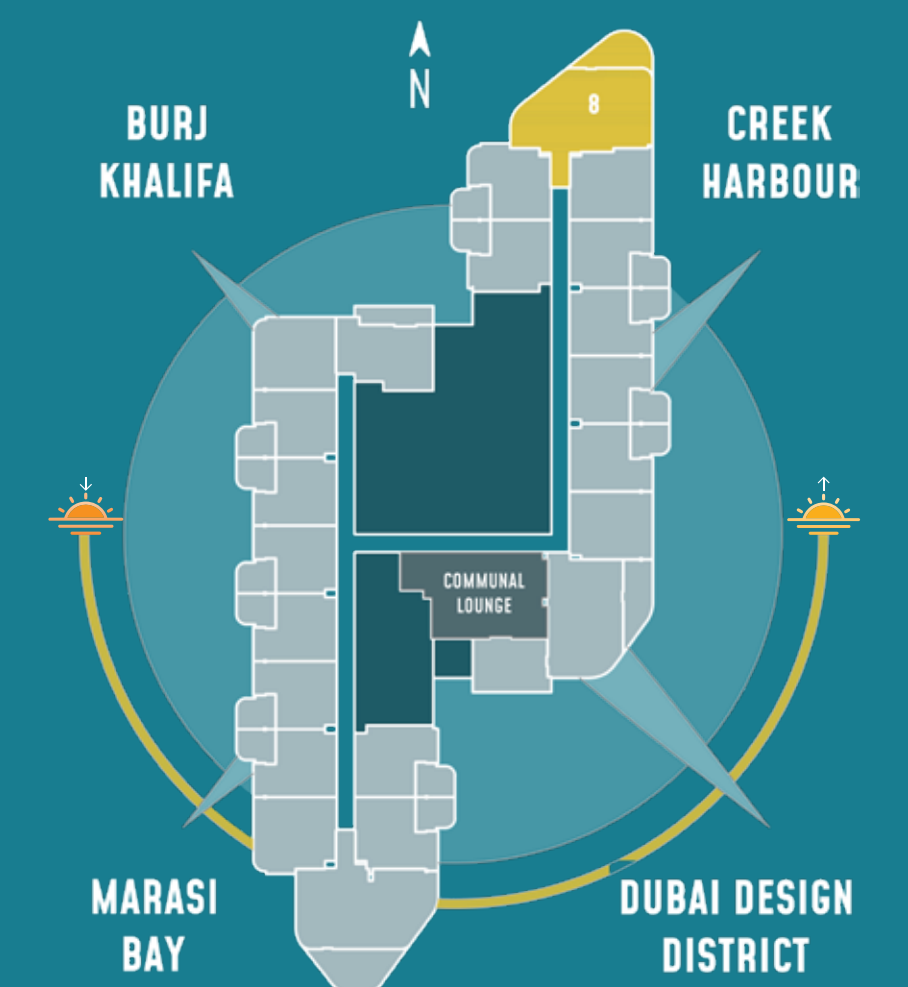 N
8
BURJ
KHALIFA
CREEK
HARBOUR
COMMUNAL
LOUNGE
MARASI
BAY
DUBAI DESIGN
DISTRICT